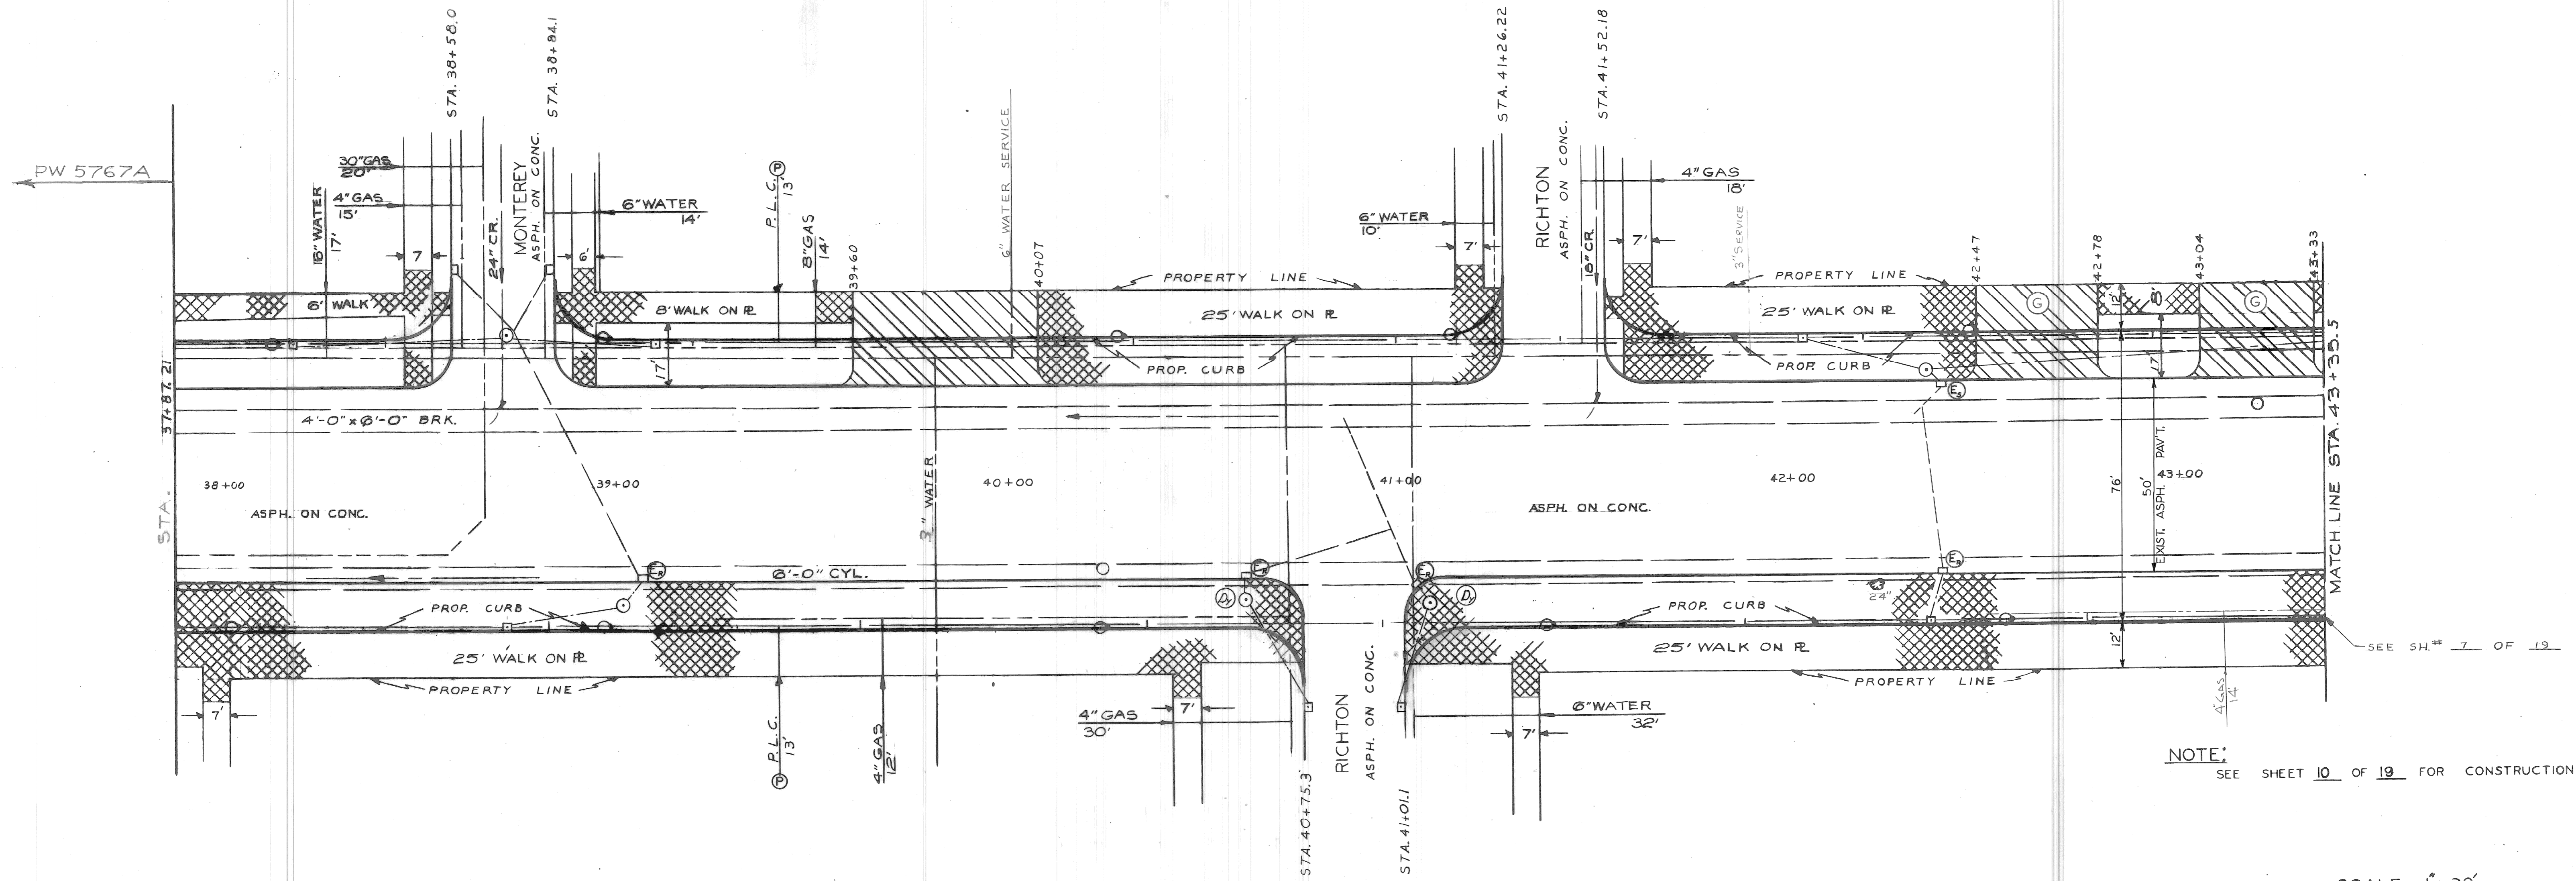 STA. 38+58.0
STA. 38+84.1
STA. 41+26.22
STA. 41+52.18
PW 5767A
30"GAS
20'
4"GAS
15'
16"WATER
17'
7
24"CR.
MONTEREY
ASPH. ON CONC.
6"WATER
14'
6'
P.L.C. P
13'
8"GAS
14'
39+60
6" WATER SERVICE
40+07
6"WATER
10'
7'
RICHTON
ASPH. ON CONC.
18"CR.
4"GAS
18'
7'
3"SERVICE
42+47
42+78
43+04
43+33
PROPERTY LINE
PROPERTY LINE
6' WALK
8' WALK ON PL
25' WALK ON PL
25' WALK ON PL
G
12'
8'
G
17'
PROP. CURB
PROP. CURB
17'
ES
STA. 37+87.21
4'-0"x6'-0" BRK.
38+00
39+00
40+00
41+00
42+00
43+00
ASPH. ON CONC.
3" WATER
ASPH. ON CONC.
76'
50'
EXIST. ASPH. PAV'T.
MATCH LINE STA. 43+35.5
ER
6'-0" CYL.
ER
ER
ER
DY
DY
24"
PROP. CURB
PROP. CURB
25' WALK ON PL
25' WALK ON PL
12'
SEE SH.# 7 OF 19
PROPERTY LINE
PROPERTY LINE
7'
P.L.C.
13'
P
4"GAS
12'
4"GAS
30'
7'
RICHTON
ASPH. ON CONC.
6"WATER
32'
7'
4"GAS
14'
STA. 40+75.3
STA. 41+01.1
NOTE:
SEE SHEET 10 OF 19 FOR CONSTRUCTION